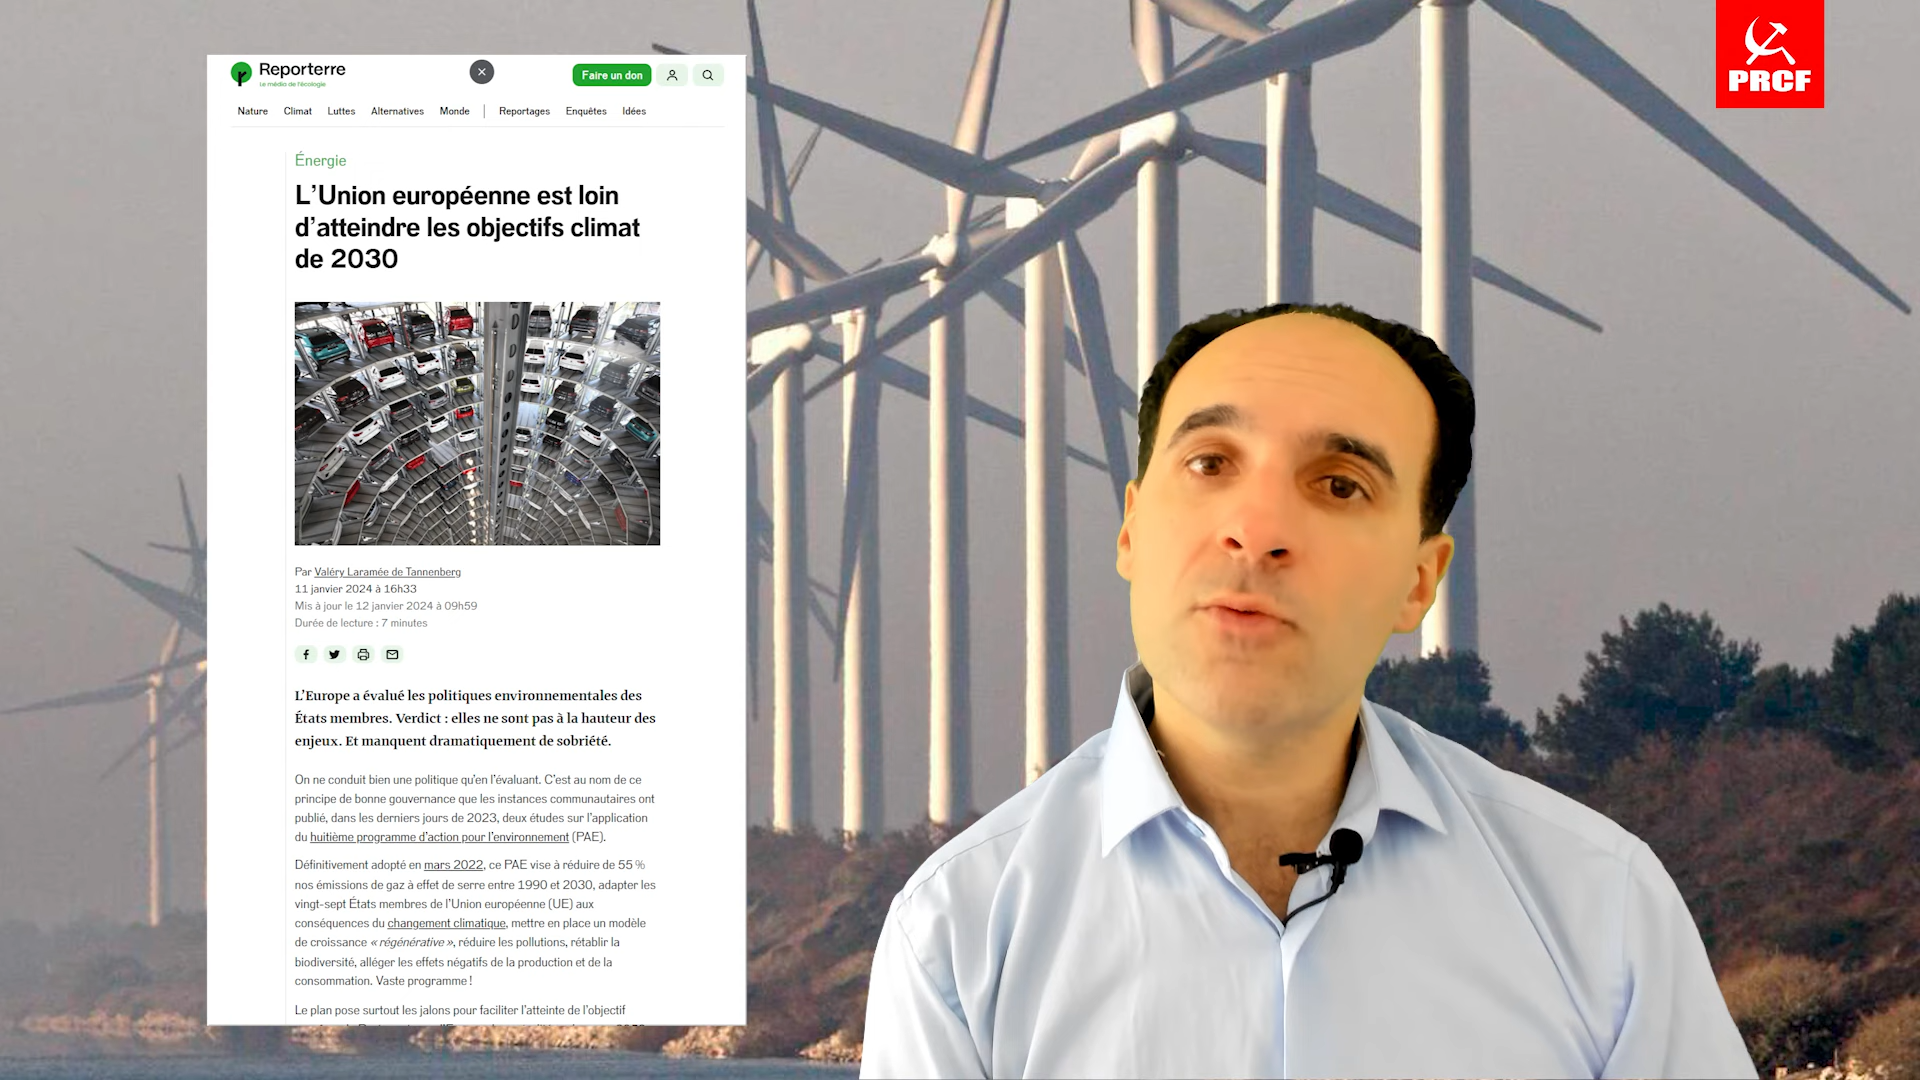 Reporterre
Le média de l'écologie
Faire un don
Nature Climat Luttes Alternatives Monde Reportages Enquêtes Idées
Énergie
L'Union européenne est loin
d'atteindre les objectifs climat
de 2030
Par Valéry Laramée de Tannenberg
11 janvier 2024 à 16h33
Mis à jour le 12 janvier 2024 à 09h59
Durée de lecture : 7 minutes
L'Europe a évalué les politiques environnementales des
États membres. Verdict : elles ne sont pas à la hauteur des
enjeux. Et manquent dramatiquement de sobriété.
On ne conduit bien une politique qu'en l'évaluant. C'est au nom de ce
principe de bonne gouvernance que les instances communautaires ont
publié, dans les derniers jours de 2023, deux études sur l'application
du huitième programme d'action pour l'environnement (PAE).
Définitivement adopté en mars 2022, ce PAE vise à réduire de 55 %
nos émissions de gaz à effet de serre entre 1990 et 2030, adapter les
vingt-sept États membres de l'Union européenne (UE) aux
conséquences du changement climatique, mettre en place un modèle
de croissance « régénérative », réduire les pollutions, rétablir la
biodiversité, alléger les effets négatifs de la production et de la
consommation. Vaste programme !
Le plan pose surtout les jalons pour faciliter l'atteinte de l'objectif
PRCF